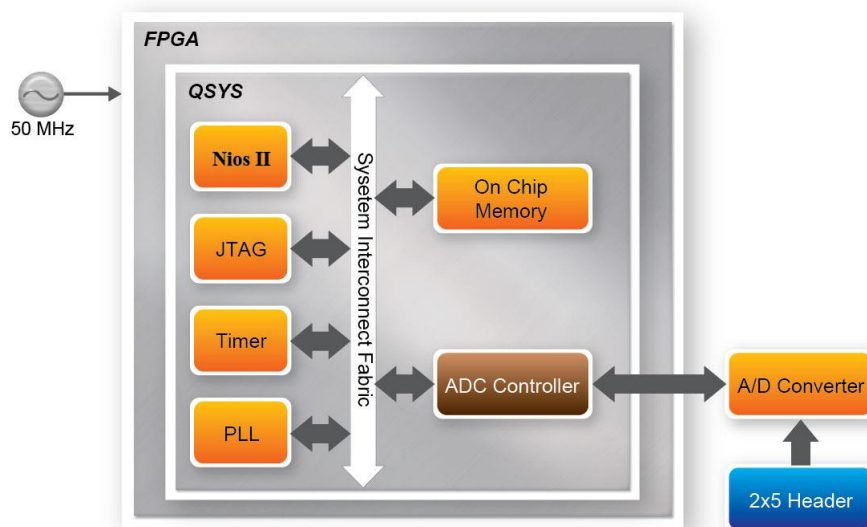 FPGA
QSYS
50 MHz
Nios II
JTAG
Timer
PLL
Sysetem Interconnect Fabric
On Chip
Memory
ADC Controller
A/D Converter
2x5 Header